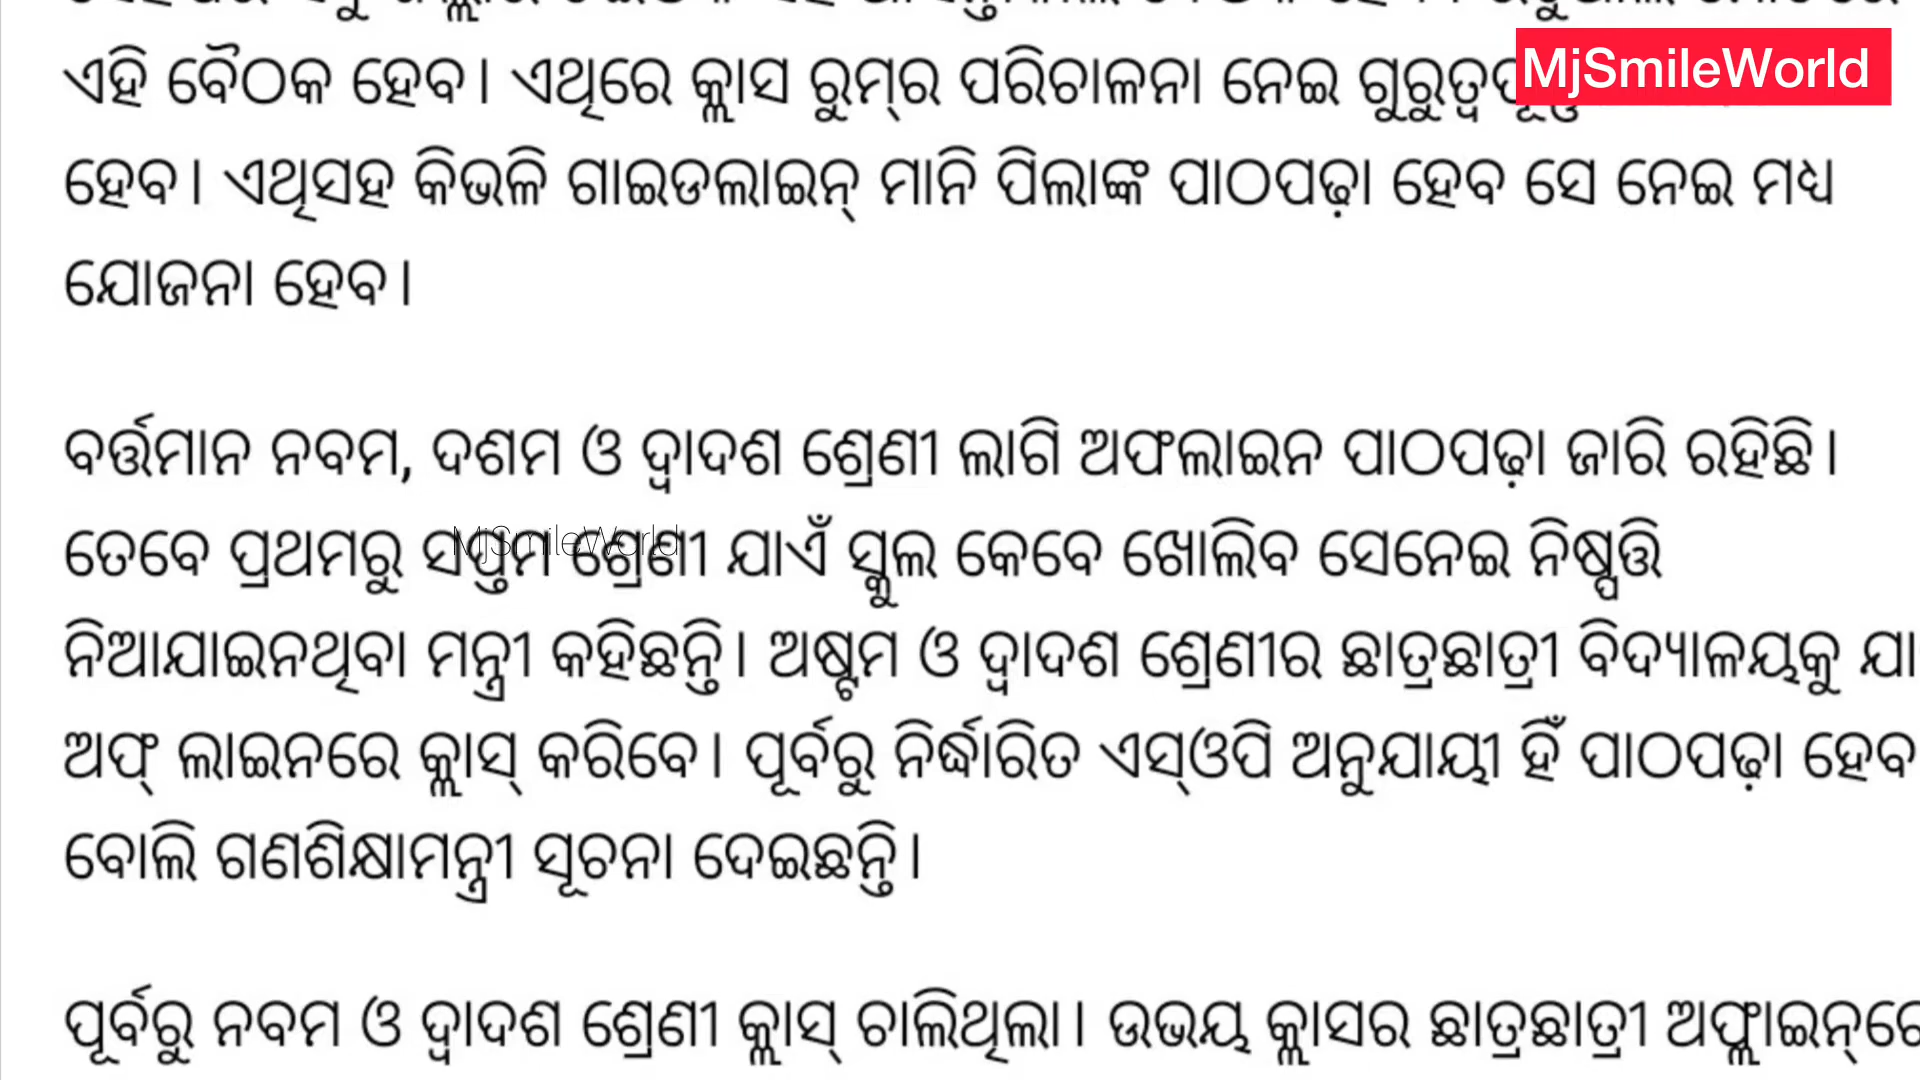 MjSmileWorld
ଏହି ବୈଠକ ହେବ। ଏଥିରେ କ୍ଲାସ ରୁମ୍‌ର ପରିଚାଳନା ନେଇ
ହେବ। ଏଥିସହ କିଭଳି ଗାଇଡଲାଇନ୍ ମାନି ପିଲାଙ୍କ ପାଠପଢ଼ା ହେବ ସେ ନେଇ ମଧ୍ୟ
ଯୋଜନା ହେବ।
ବର୍ତ୍ତମାନ ନବମ, ଦଶମ ଓ ଦ୍ୱାଦଶ ଶ୍ରେଣୀ ଲାଗି ଅଫଲାଇନ ପାଠପଢ଼ା ଜାରି ରହିଛି।
ତେବେ ପ୍ରଥମରୁ ସପ୍ତମ ଶ୍ରେଣୀ ଯାଏଁ ସ୍କୁଲ କେବେ ଖୋଲିବ ସେନେଇ ନିଷ୍ପତ୍ତି
MjSmileWorld
ନିଆଯାଇନଥିବା ମନ୍ତ୍ରୀ କହିଛନ୍ତି। ଅଷ୍ଟମ ଓ ଦ୍ୱାଦଶ ଶ୍ରେଣୀର ଛାତ୍ରଛାତ୍ରୀ ବିଦ୍ୟାଳୟକୁ
ଅଫ୍ ଲାଇନରେ କ୍ଲାସ୍ କରିବେ। ପୂର୍ବରୁ ନିର୍ଦ୍ଧାରିତ ଏସ୍ଓପି ଅନୁଯାୟୀ ହିଁ ପାଠପଢ଼ା ହେବ
ବୋଲି ଗଣଶିକ୍ଷାମନ୍ତ୍ରୀ ସୂଚନା ଦେଇଛନ୍ତି।
ପୂର୍ବରୁ ନବମ ଓ ଦ୍ୱାଦଶ ଶ୍ରେଣୀ କ୍ଲାସ୍ ଚାଲିଥିଲା। ଉଭୟ କ୍ଲାସର ଛାତ୍ରଛାତ୍ରୀ ଅଫ୍ଲାଇନ୍‌ରେ